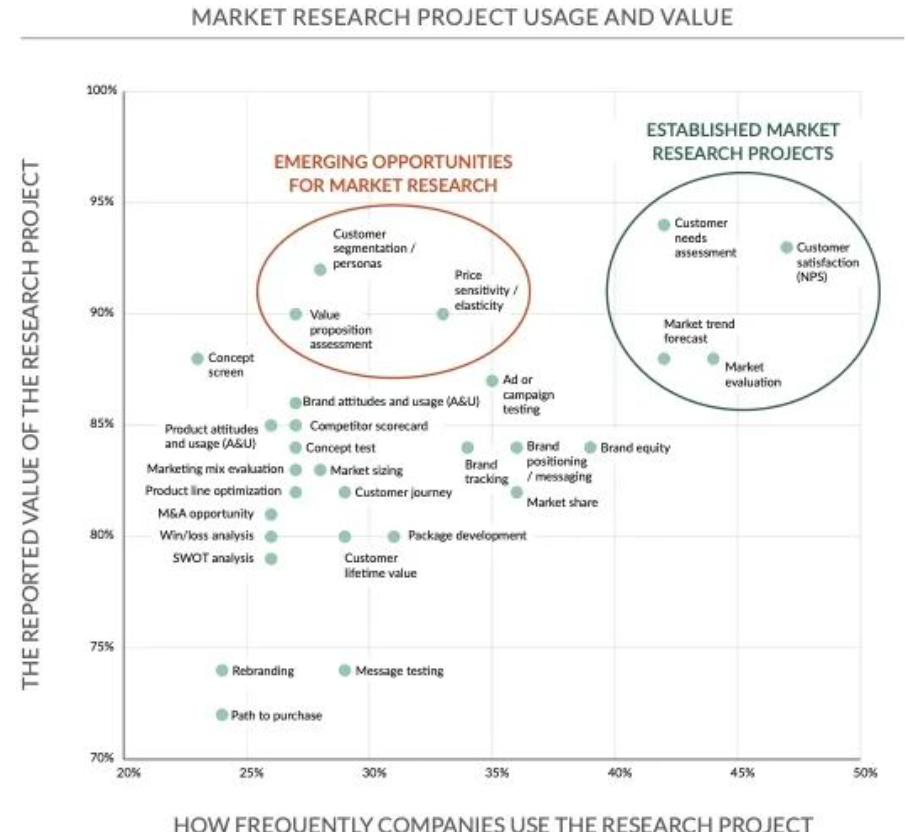 MARKET RESEARCH PROJECT USAGE AND VALUE
THE REPORTED VALUE OF THE RESEARCH PROJECT
100%
95%
90%
85%
80%
75%
70%
EMERGING OPPORTUNITIES
FOR MARKET RESEARCH
ESTABLISHED MARKET
RESEARCH PROJECTS
Customer
segmentation /
personas
Price
sensitivity /
elasticity
Value
proposition
assessment
Customer
needs
assessment
Customer
satisfaction
(NPS)
Market trend
forecast
Market
evaluation
Concept
screen
Ad or
campaign
testing
Brand attitudes and usage (A&U)
Product attitudes
and usage (A&U)
Competitor scorecard
Concept test
Brand
tracking
Brand
positioning
/ messaging
Brand equity
Marketing mix evaluation
Market sizing
Product line optimization
Customer journey
Market share
M&A opportunity
Win/loss analysis
Package development
SWOT analysis
Customer
lifetime value
Rebranding
Message testing
Path to purchase
20%
25%
30%
35%
40%
45%
50%
HOW FREQUENTLY COMPANIES USE THE RESEARCH PROJECT